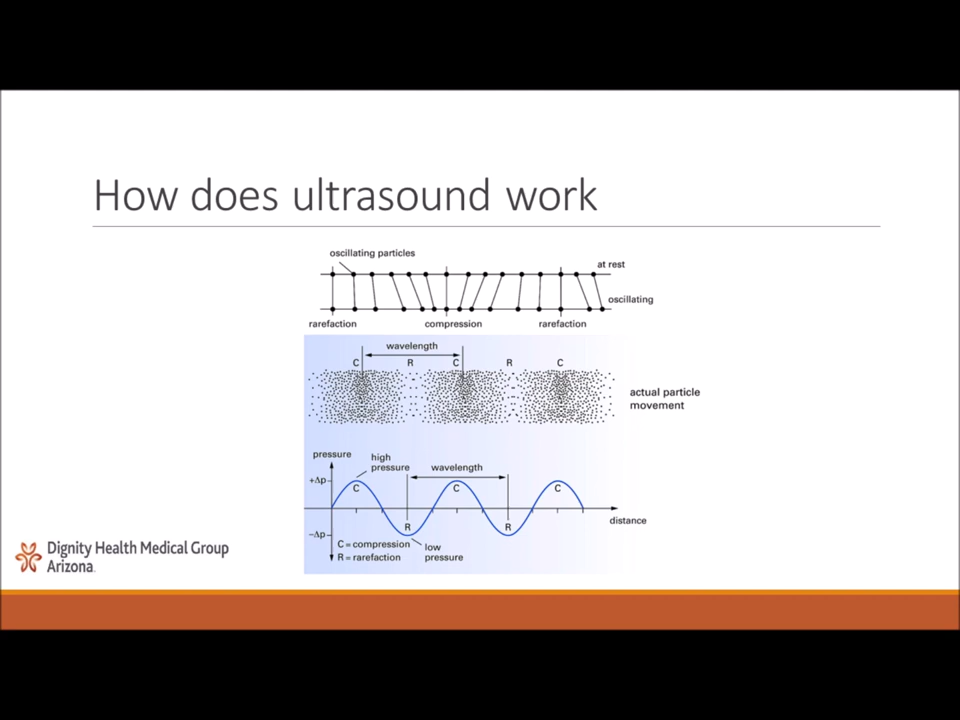 How does ultrasound work
oscillating particles
at rest
oscillating
rarefaction compression rarefaction
wavelength
C R C R C
actual particle
movement
pressure
high
pressure
wavelength
+Δp
C C C
distance
R R
−Δp
C = compression
R = rarefaction
low
pressure
Dignity Health Medical Group
Arizona.